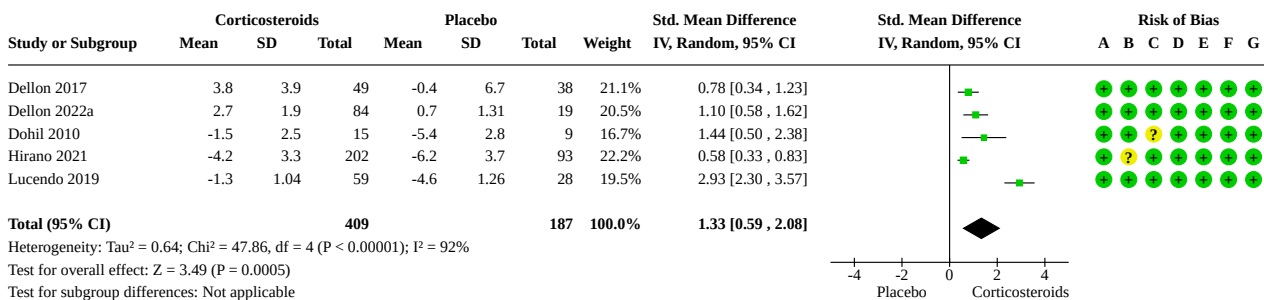 Corticosteroids Placebo Std. Mean Difference Std. Mean Difference Risk of Bias
Study or Subgroup Mean SD Total Mean SD Total Weight IV, Random, 95% CI IV, Random, 95% CI A B C D E F G
Dellon 2017 3.8 3.9 49 -0.4 6.7 38 21.1% 0.78 [0.34 , 1.23] + + + + + + +
Dellon 2022a 2.7 1.9 84 0.7 1.31 19 20.5% 1.10 [0.58 , 1.62] + + + + + + +
Dohil 2010 -1.5 2.5 15 -5.4 2.8 9 16.7% 1.44 [0.50 , 2.38] + + ? + + + +
Hirano 2021 -4.2 3.3 202 -6.2 3.7 93 22.2% 0.58 [0.33 , 0.83] + ? + + + + +
Lucendo 2019 -1.3 1.04 59 -4.6 1.26 28 19.5% 2.93 [2.30 , 3.57] + + + + + + +
Total (95% CI) 409 187 100.0% 1.33 [0.59 , 2.08]
Heterogeneity: Tau² = 0.64; Chi² = 47.86, df = 4 (P < 0.00001); I² = 92%
Test for overall effect: Z = 3.49 (P = 0.0005) -4 -2 0 2 4
Test for subgroup differences: Not applicable Placebo Corticosteroids